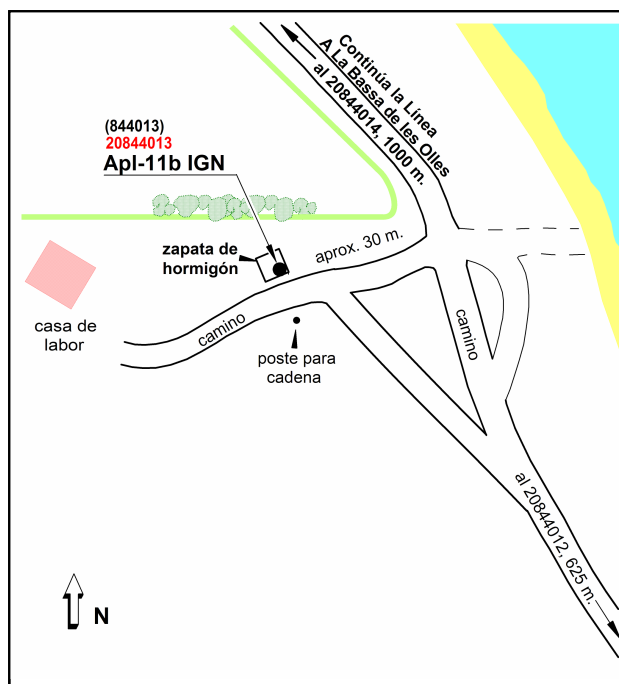 Continúa la Línea
A La Bassa de les Olles
al 20844014, 1000 m.
(844013)
20844013
Apl-11b IGN
zapata de
hormigón
aprox. 30 m.
casa de
labor
camino
poste para
cadena
camino
al 20844012, 625 m.
N